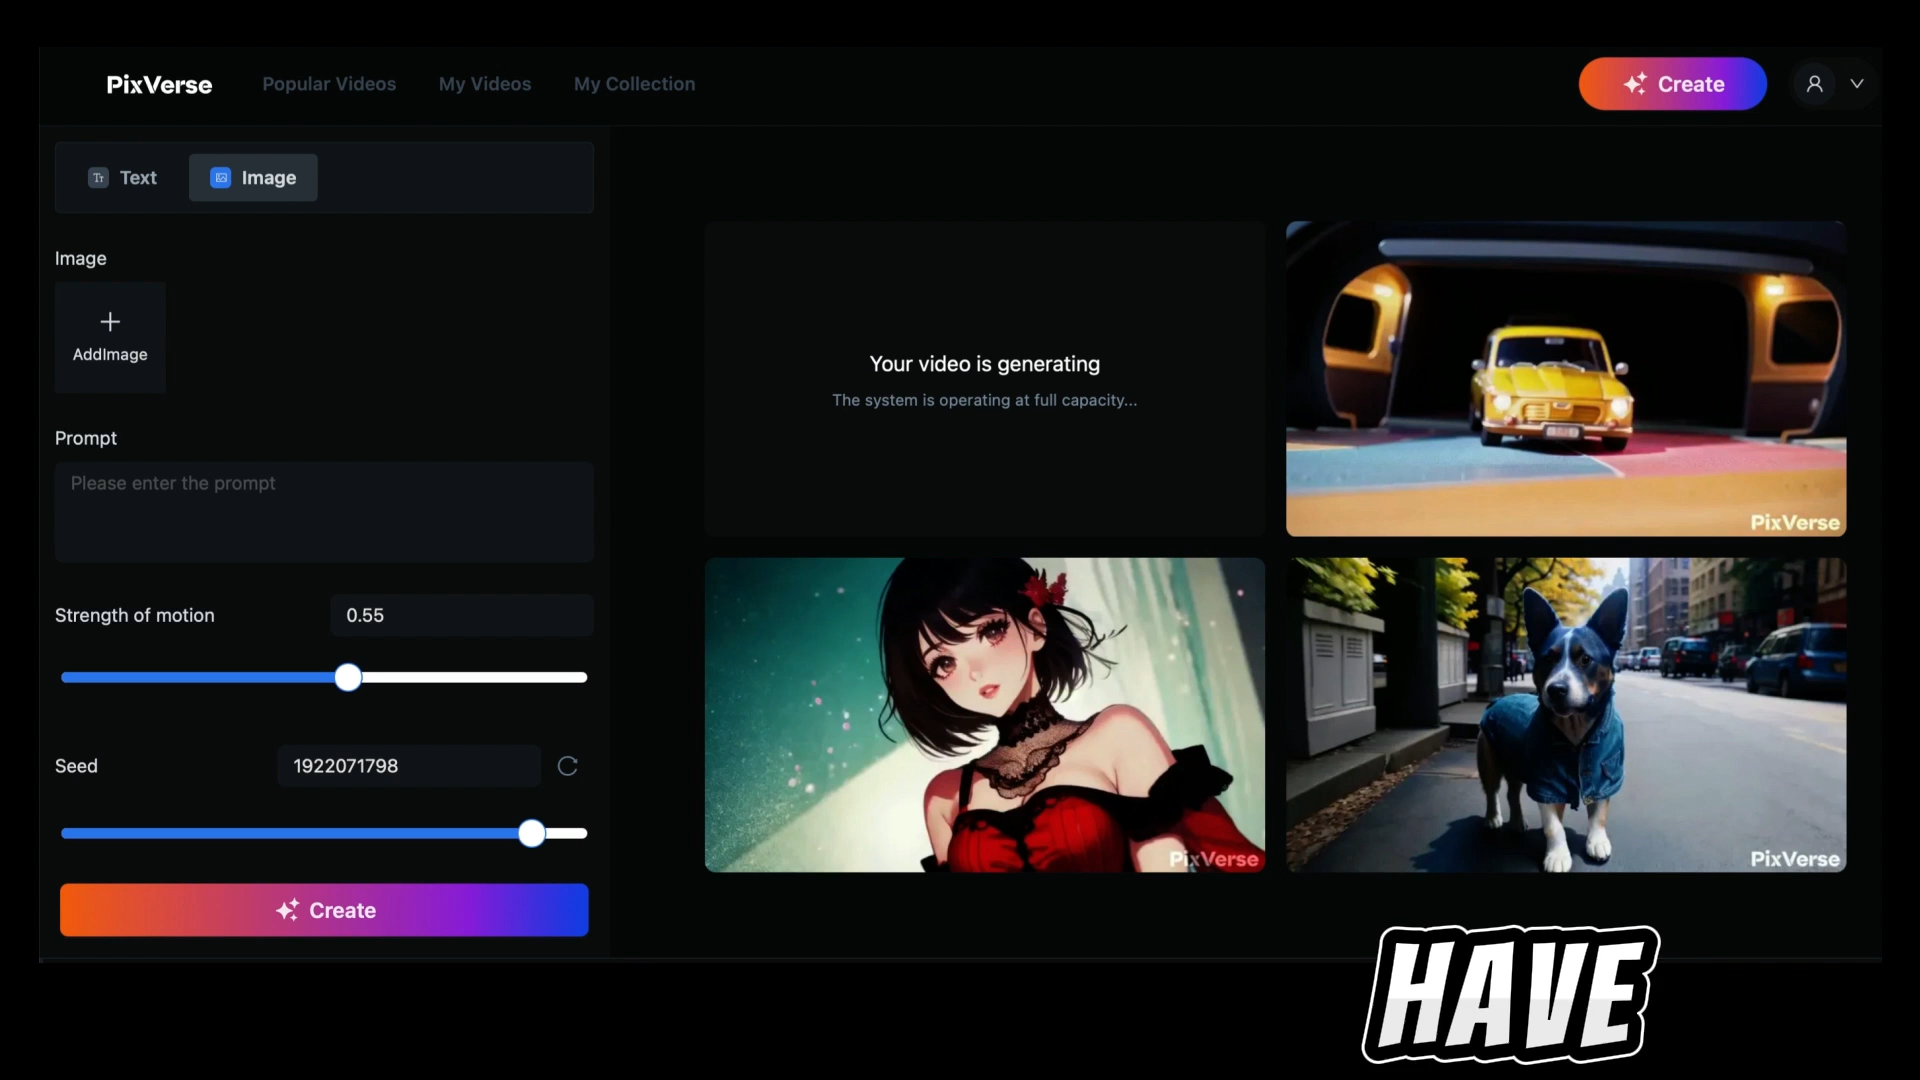 PixVerse Popular Videos My Videos My Collection Create
Tr Text Image
Image
AddImage
Prompt
Please enter the prompt
Strength of motion 0.55
Seed 1922071798
Create
Your video is generating
The system is operating at full capacity...
PixVerse
PixVerse
PixVerse
HAVE